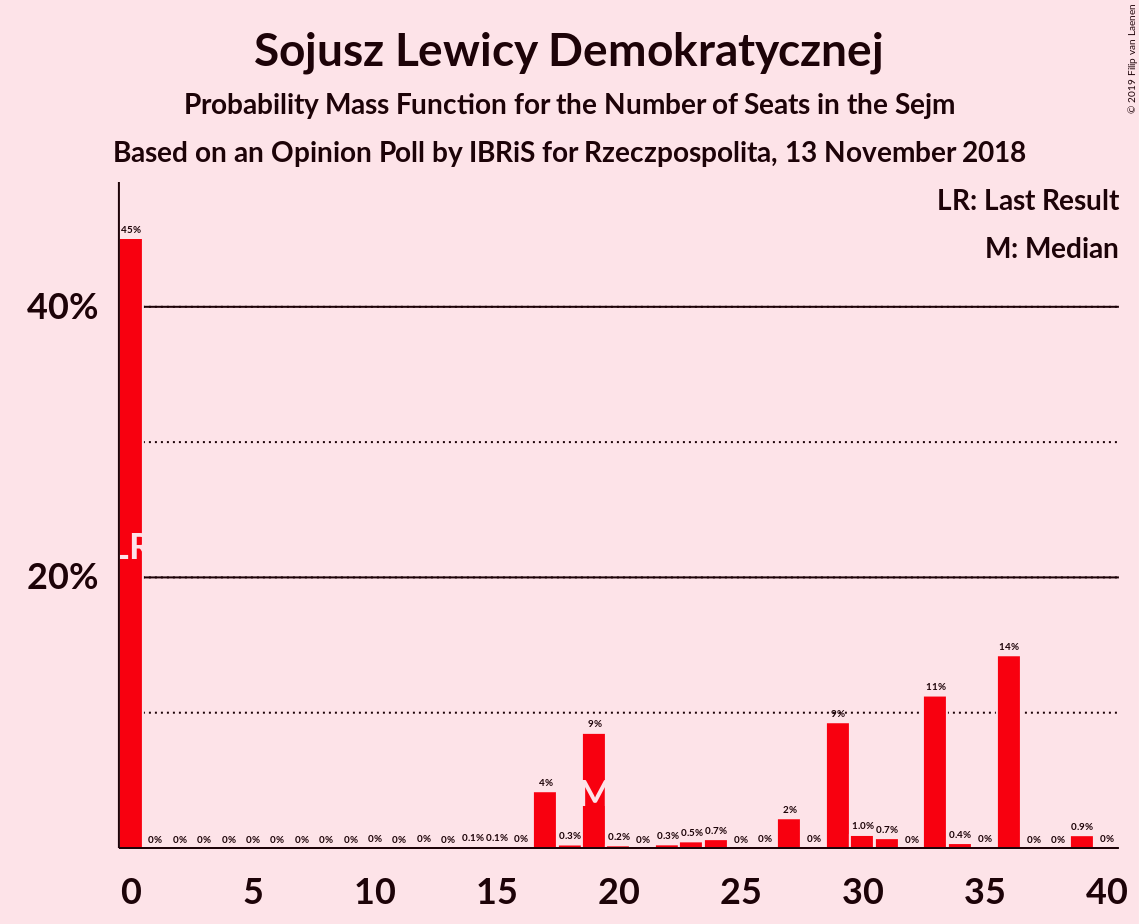 Sojusz Lewicy Demokratycznej
Probability Mass Function for the Number of Seats in the Sejm
Based on an Opinion Poll by IBRiS for Rzeczpospolita, 13 November 2018
© 2019 Filip van Laenen
LR: Last Result
M: Median
40%
20%
45% 0% 0% 0% 0% 0% 0% 0% 0% 0% 0% 0% 0% 0% 0.1% 0.1% 0% 4% 0.3% 9% 0.2% 0% 0.3% 0.5% 0.7% 0% 0% 2% 0% 9% 1.0% 0.7% 0% 11% 0.4% 0% 14% 0% 0% 0.9% 0%
LR
M
0 5 10 15 20 25 30 35 40